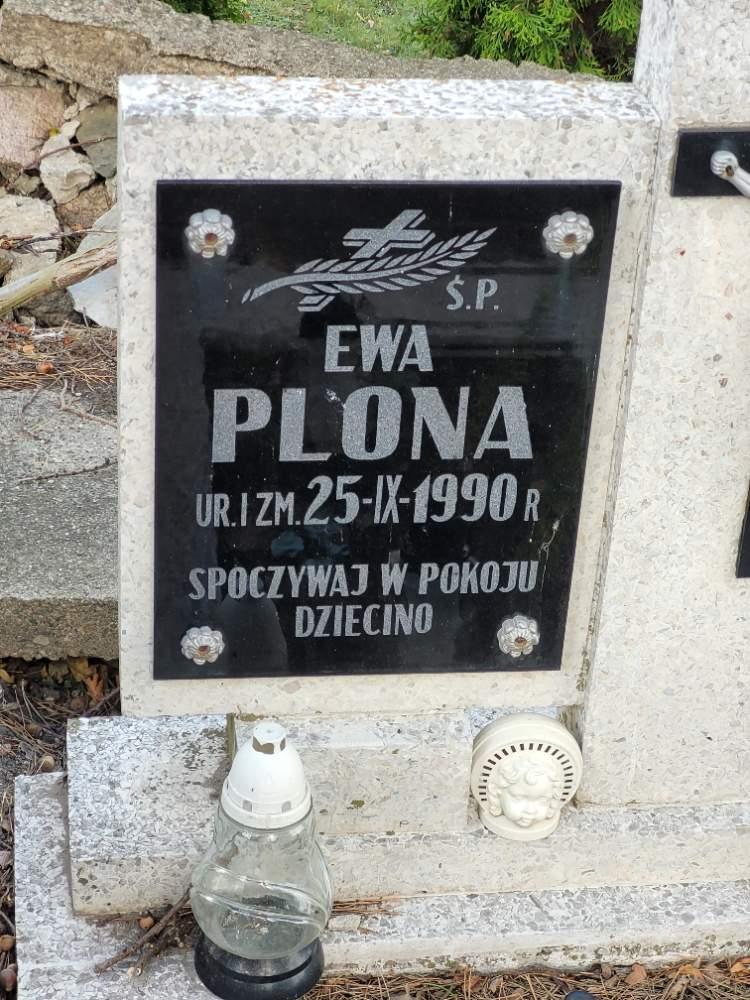 Ś.P.
EWA
PLONA
UR. I ZM. 25-IX-1990 R
SPOCZYWAJ W POKOJU
DZIECINO